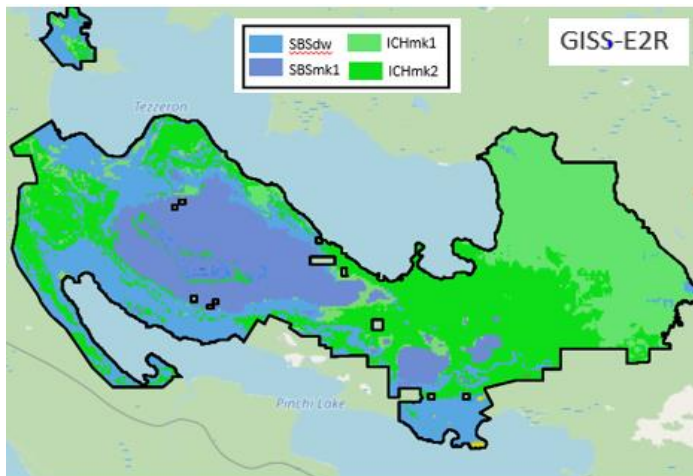 SBSdw ICHmk1
SBSmk1 ICHmk2
GISS-E2R
Tezzeron
Pinchi Lake